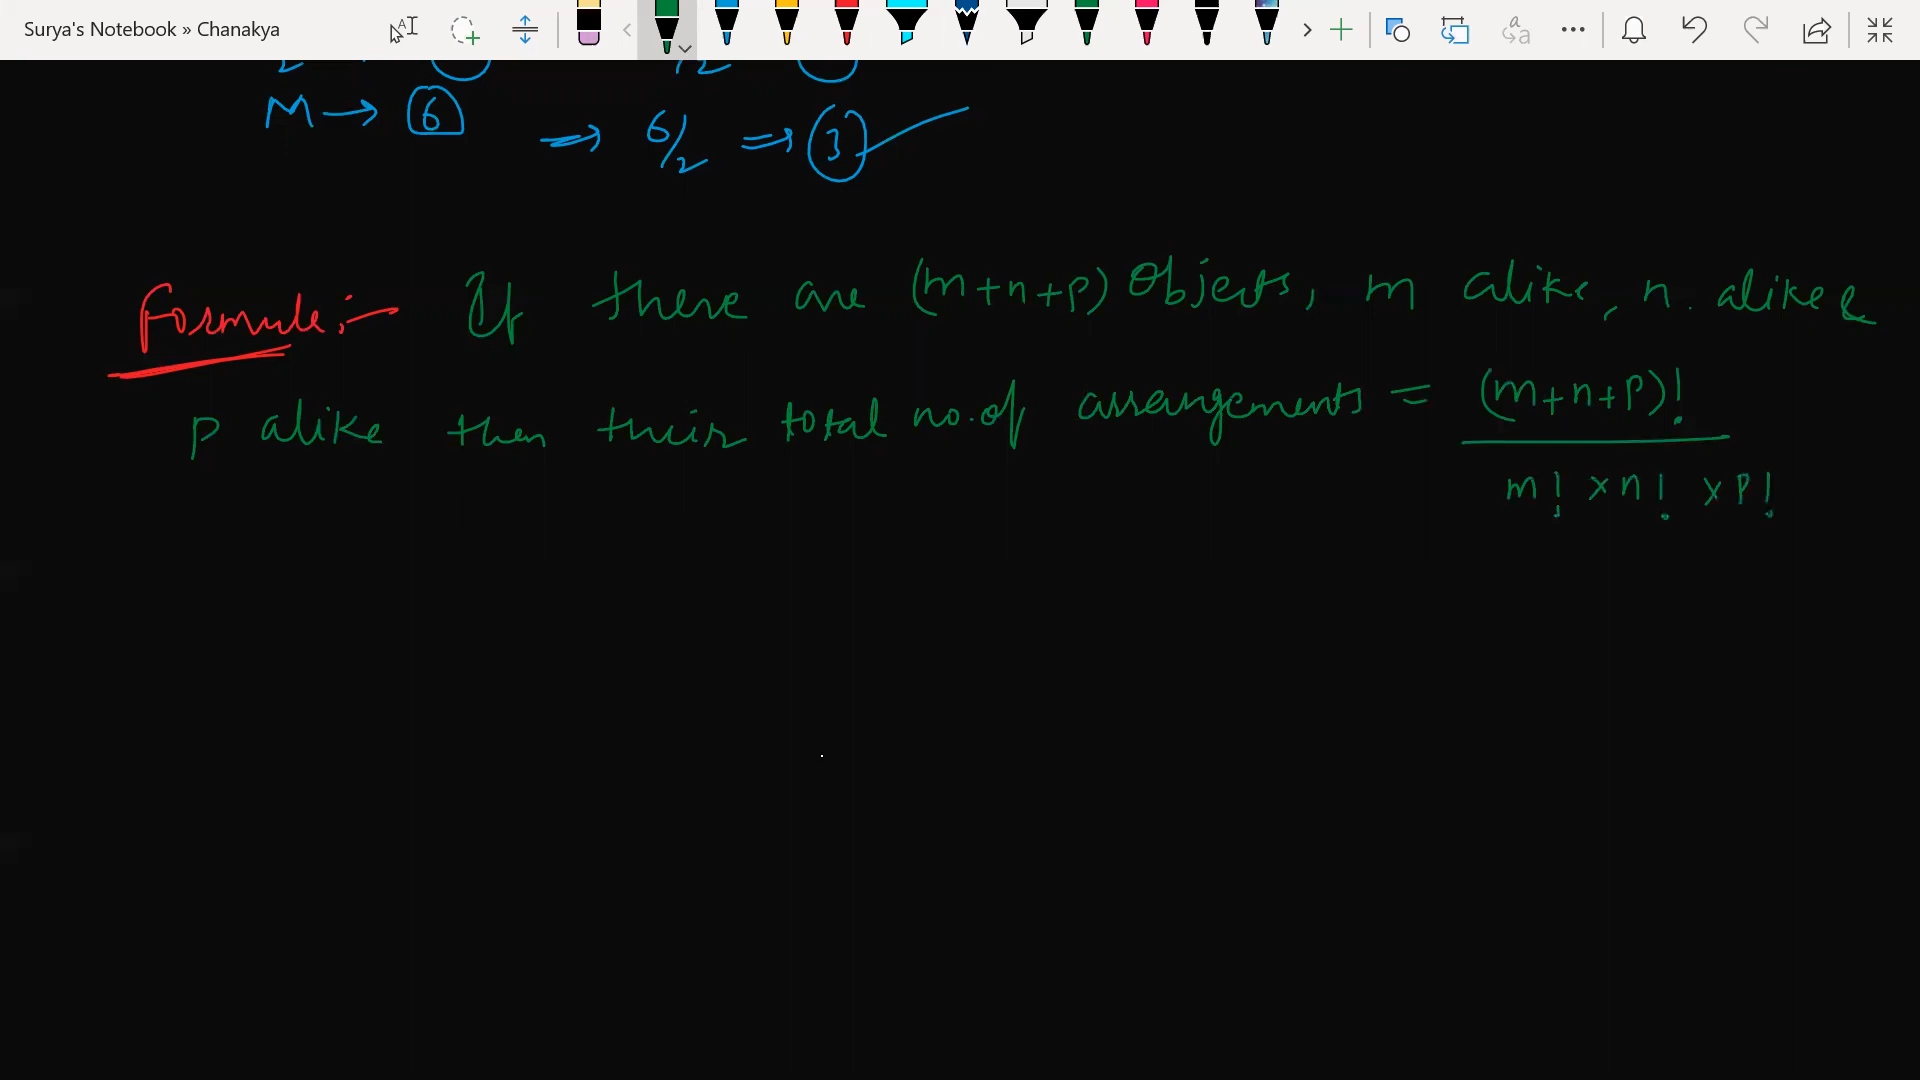 Surya's Notebook » Chanakya
M → 6 ⇒ 6/2 ⇒ 3
Formula:- If there are (m+n+p) Objects, m alike, n. alike &
p alike then their total no.of arrangements = (m+n+p)!
m! × n! × p!